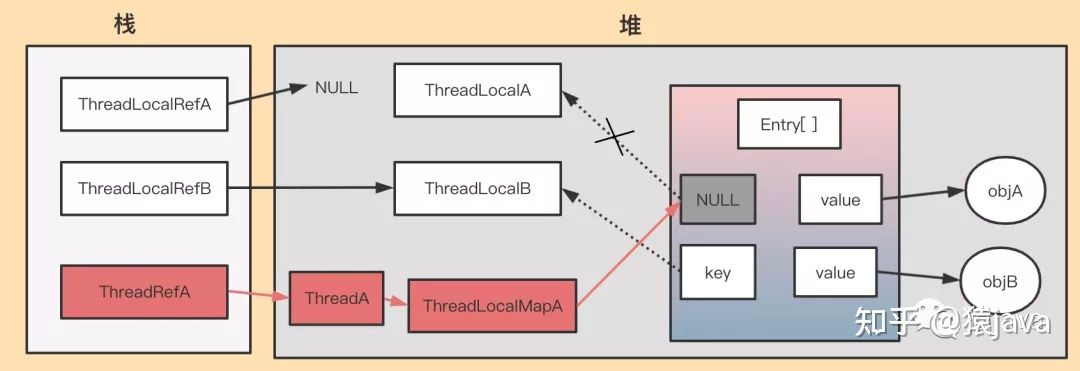 栈
堆
ThreadLocalRefA
NULL
ThreadLocalA
Entry[ ]
ThreadLocalRefB
ThreadLocalB
NULL
value
objA
key
value
objB
ThreadRefA
ThreadA
ThreadLocalMapA
知乎 @猿java